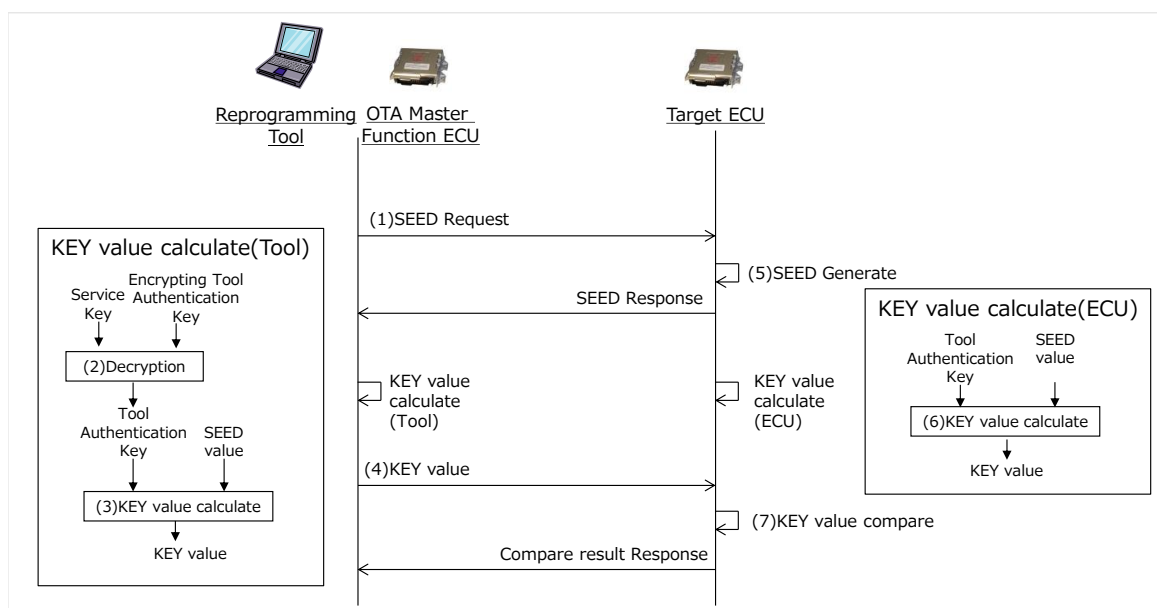 Reprogramming
Tool
OTA Master
Function ECU
Target ECU
(1)SEED Request
(5)SEED Generate
SEED Response
KEY value calculate(Tool)
Service
Key
Encrypting Tool
Authentication
Key
(2)Decryption
Tool
Authentication
Key
SEED
value
(3)KEY value calculate
KEY value
KEY value
calculate
(Tool)
KEY value
calculate
(ECU)
KEY value calculate(ECU)
Tool
Authentication
Key
SEED
value
(6)KEY value calculate
KEY value
(4)KEY value
(7)KEY value compare
Compare result Response